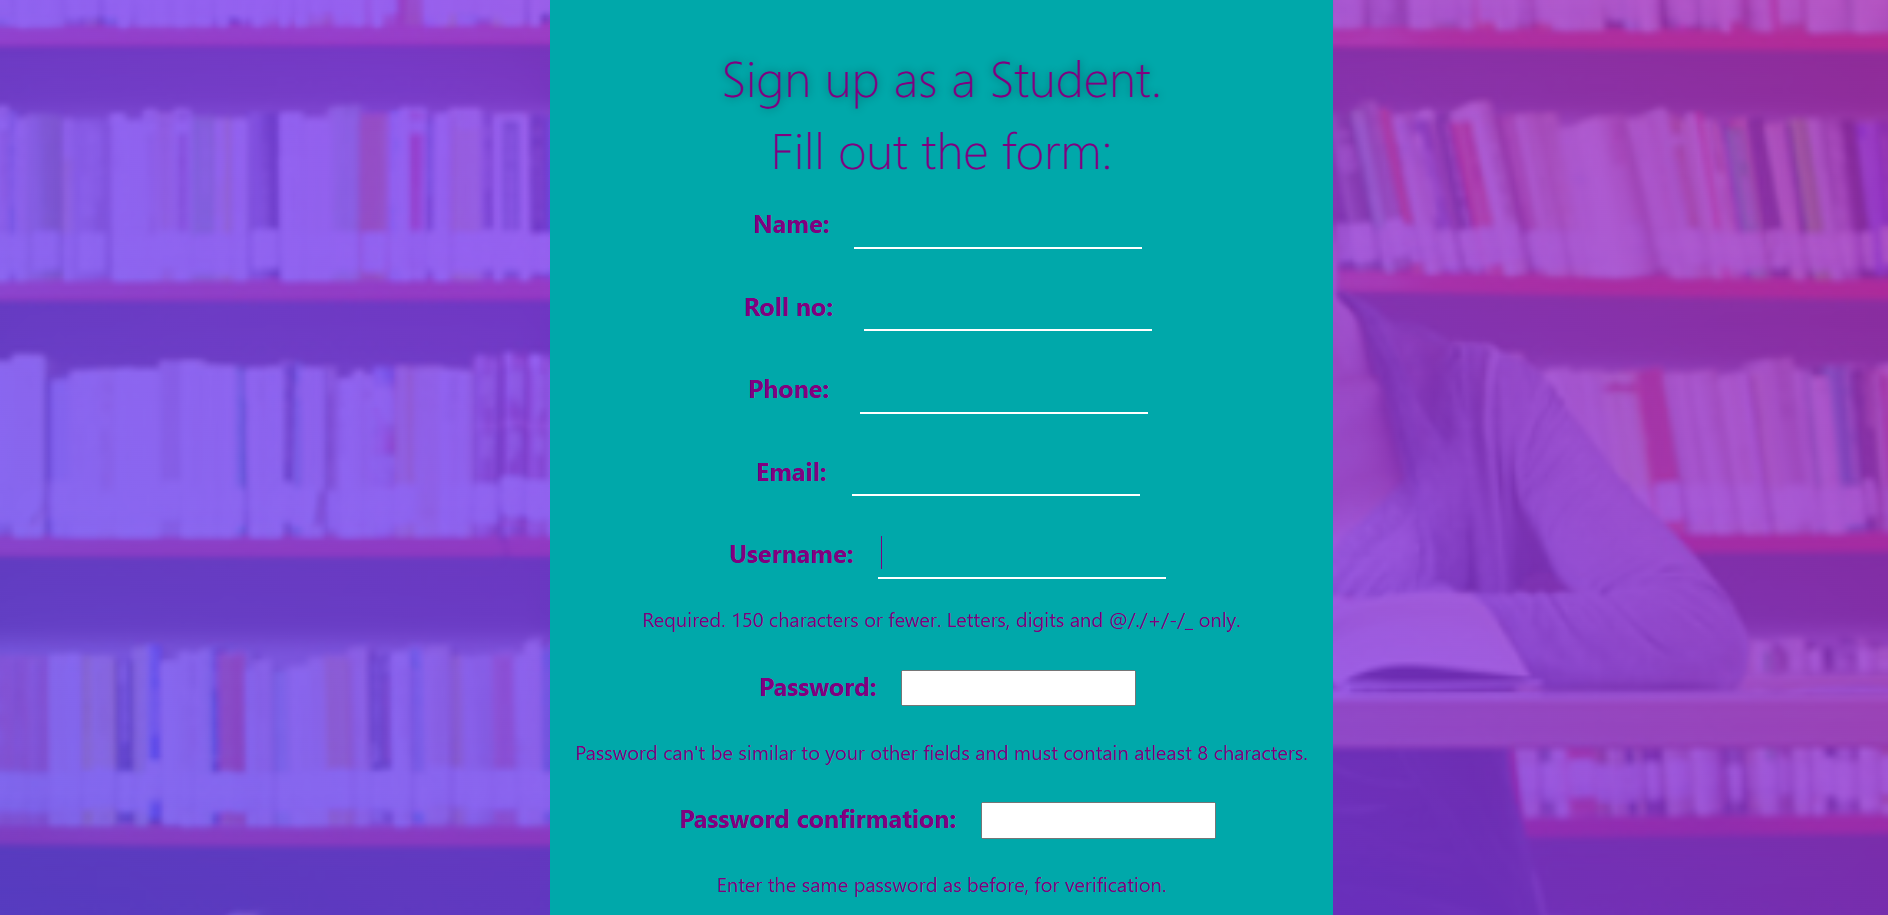 Sign up as a Student.
Fill out the form:
Name:
Roll no:
Phone:
Email:
Username:
Required. 150 characters or fewer. Letters, digits and @/./+/-/_ only.
Password:
Password can't be similar to your other fields and must contain atleast 8 characters.
Password confirmation:
Enter the same password as before, for verification.